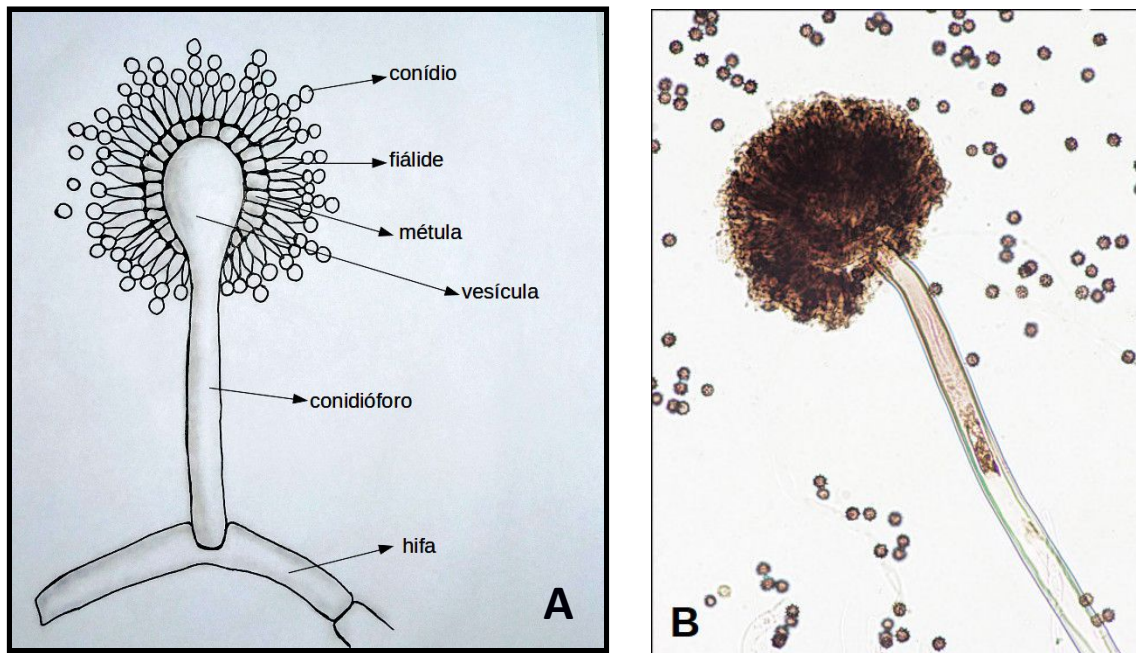 conídio
fiálide
métula
vesícula
conidióforo
hifa
A
B